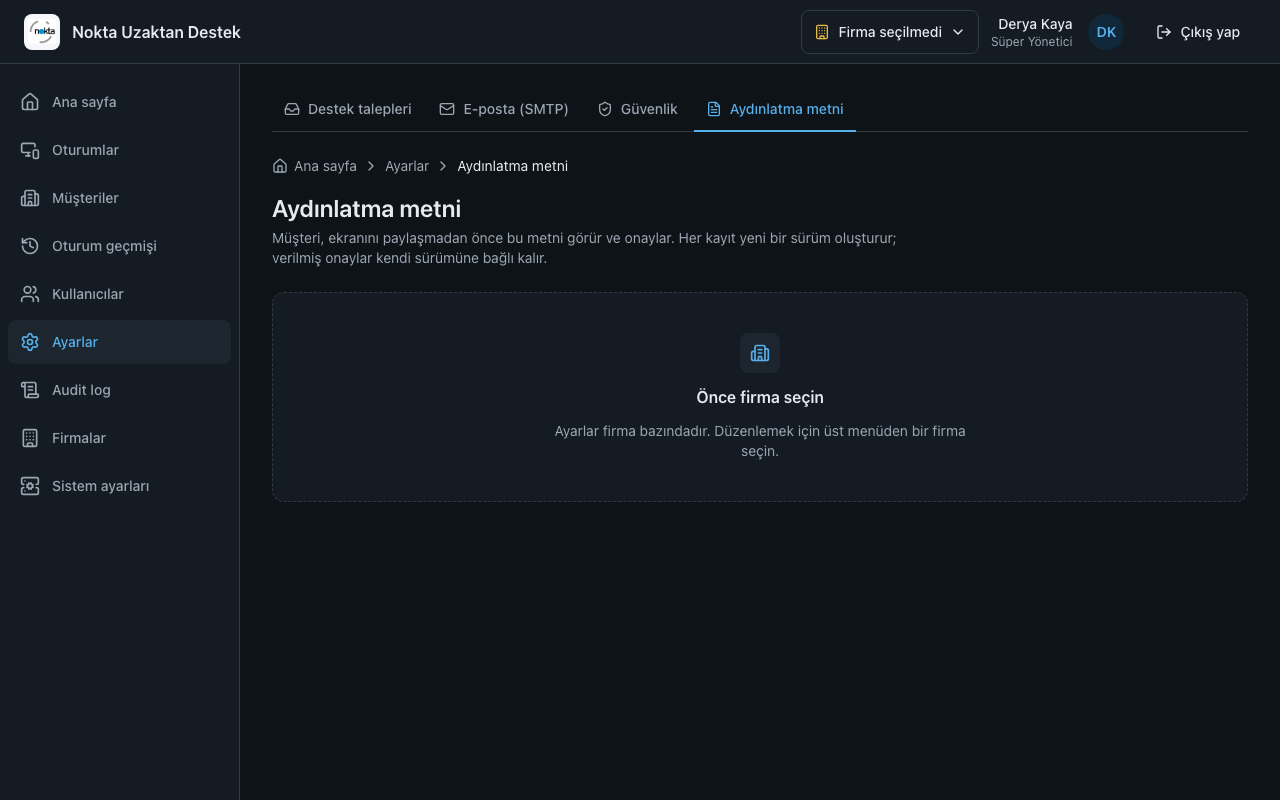 nokta
Nokta Uzaktan Destek
Firma seçilmedi
Derya Kaya
Süper Yönetici
DK
Çıkış yap
Ana sayfa
Oturumlar
Müşteriler
Oturum geçmişi
Kullanıcılar
Ayarlar
Audit log
Firmalar
Sistem ayarları
Destek talepleri
E-posta (SMTP)
Güvenlik
Aydınlatma metni
Ana sayfa > Ayarlar > Aydınlatma metni
Aydınlatma metni
Müşteri, ekranını paylaşmadan önce bu metni görür ve onaylar. Her kayıt yeni bir sürüm oluşturur;
verilmiş onaylar kendi sürümüne bağlı kalır.
Önce firma seçin
Ayarlar firma bazındadır. Düzenlemek için üst menüden bir firma
seçin.